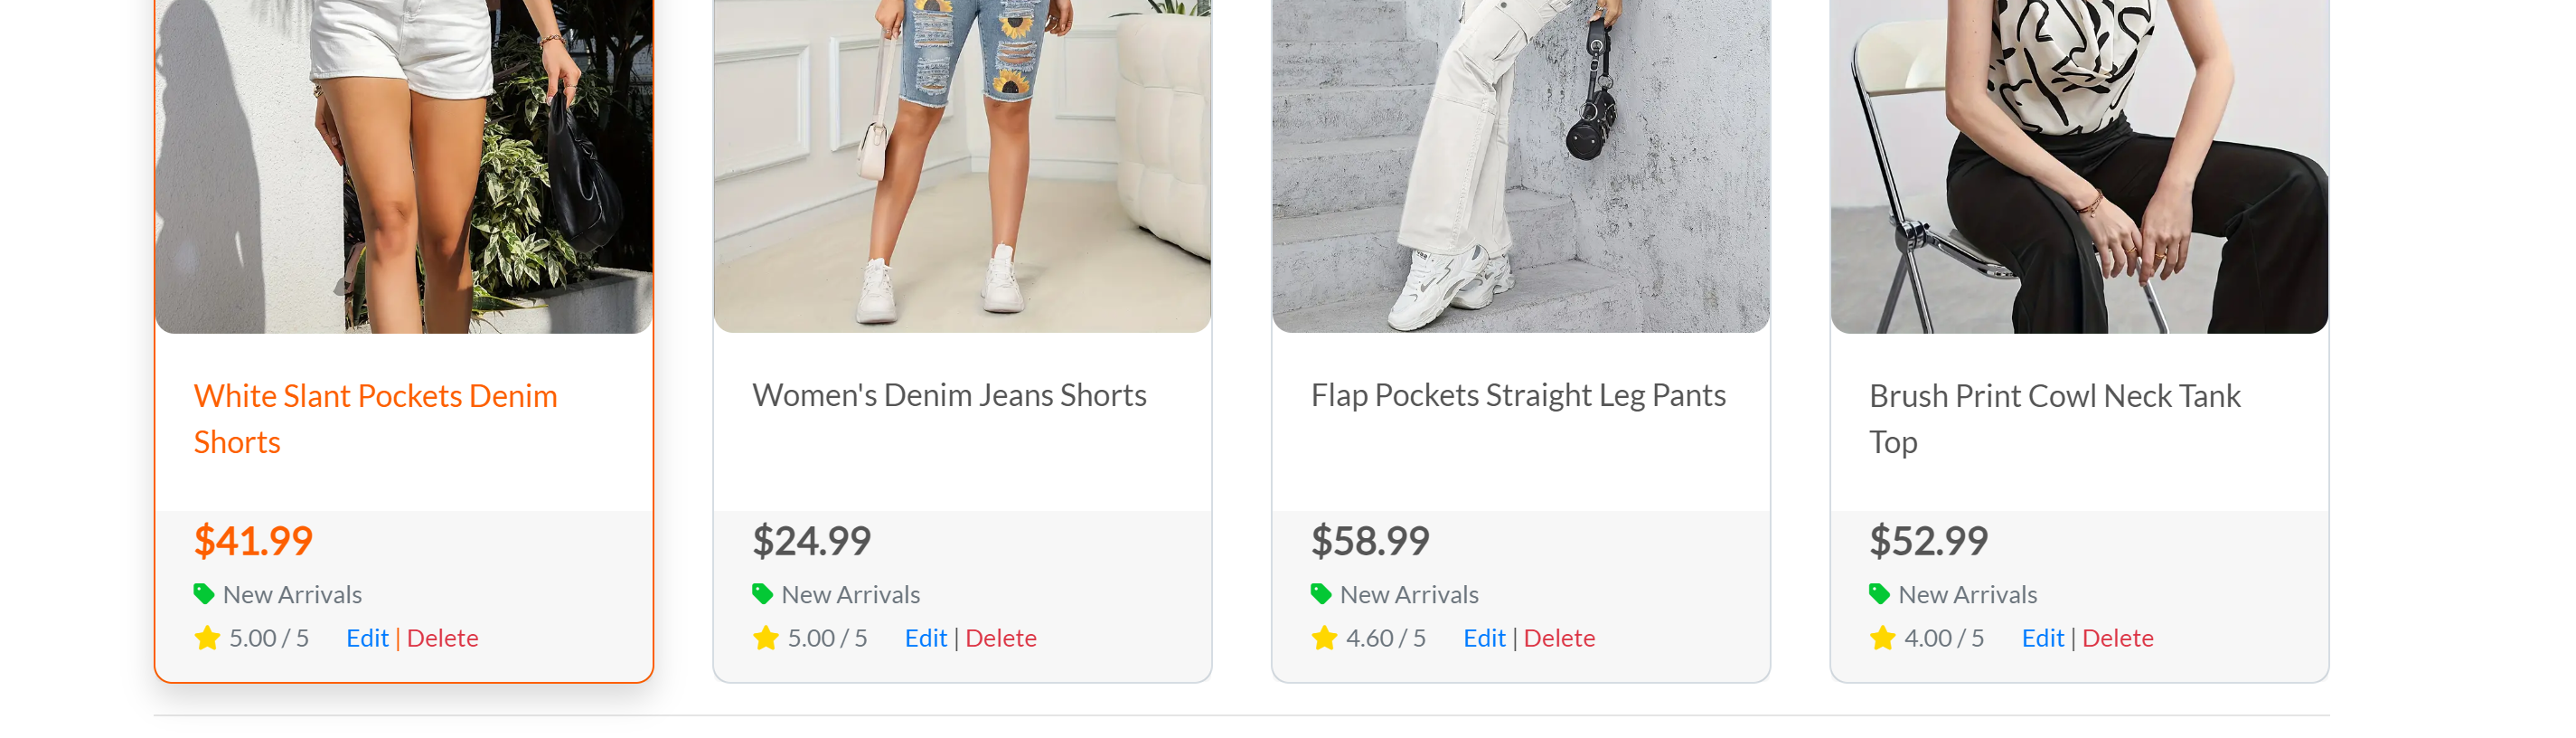 White Slant Pockets Denim
Shorts
$41.99
New Arrivals
5.00 / 5 Edit | Delete
Women's Denim Jeans Shorts
$24.99
New Arrivals
5.00 / 5 Edit | Delete
Flap Pockets Straight Leg Pants
$58.99
New Arrivals
4.60 / 5 Edit | Delete
Brush Print Cowl Neck Tank
Top
$52.99
New Arrivals
4.00 / 5 Edit | Delete